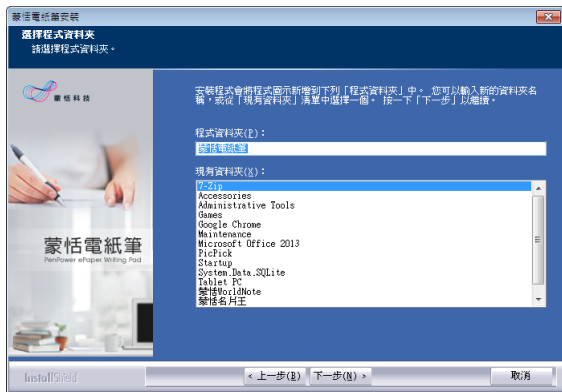 蒙恬電紙筆安裝
選擇程式資料夾
請選擇程式資料夾。
蒙恬科技
安裝程式會將程式圖示新增到下列「程式資料夾」中。 您可以輸入新的資料夾名
稱，或從「現有資料夾」清單中選擇一個。 按一下「下一步」以繼續。
程式資料夾(P)：
蒙恬電紙筆
現有資料夾(X)：
7-Zip
Accessories
Administrative Tools
Games
Google Chrome
Maintenance
Microsoft Office 2013
PicPick
Startup
System.Data.SQLite
Tablet PC
蒙恬WorldNote
蒙恬名片王
蒙恬電紙筆
PenPower ePaper Writing Pad
InstallShield
< 上一步(B)
下一步(N) >
取消